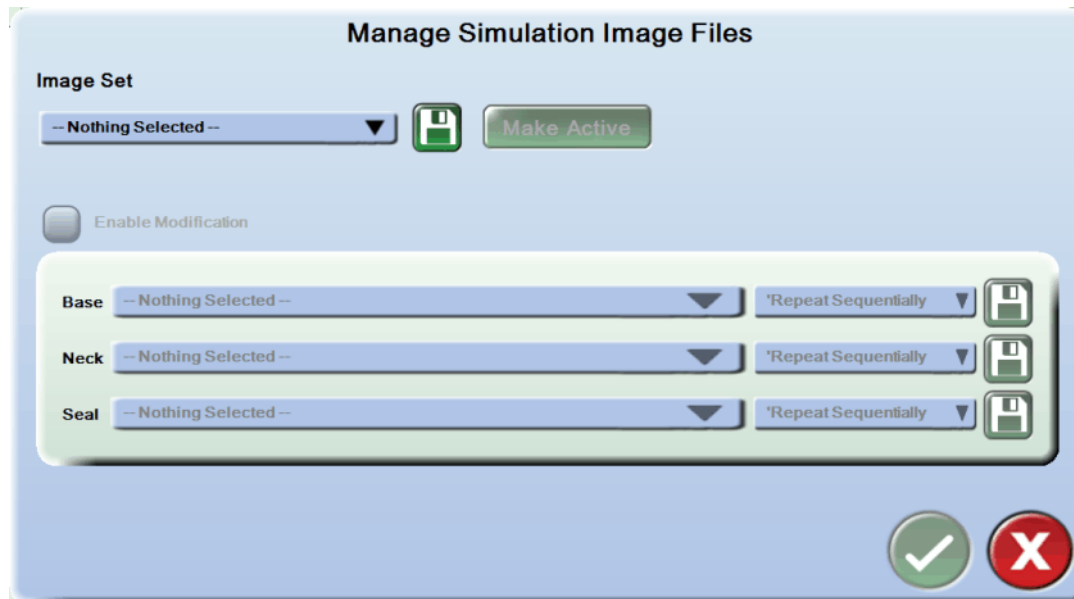 Manage Simulation Image Files
Image Set
-- Nothing Selected --
Make Active
Enable Modification
Base -- Nothing Selected -- 'Repeat Sequentially
Neck -- Nothing Selected -- 'Repeat Sequentially
Seal -- Nothing Selected -- 'Repeat Sequentially